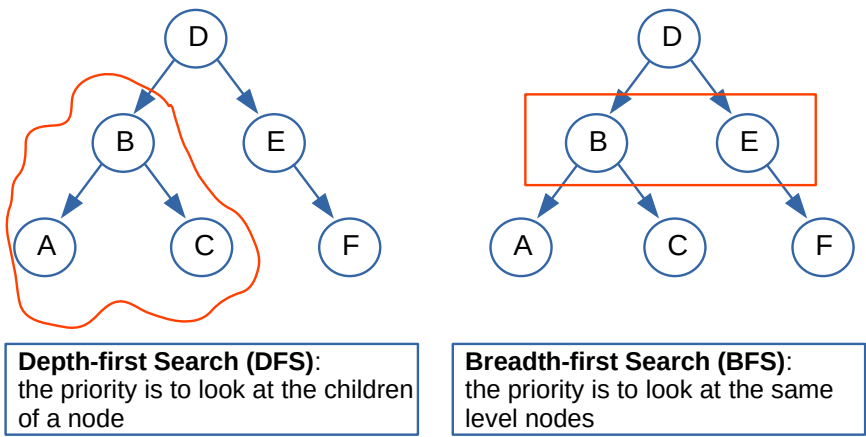 D
B
E
A
C
F
Depth-first Search (DFS):
the priority is to look at the children
of a node
D
B
E
A
C
F
Breadth-first Search (BFS):
the priority is to look at the same
level nodes